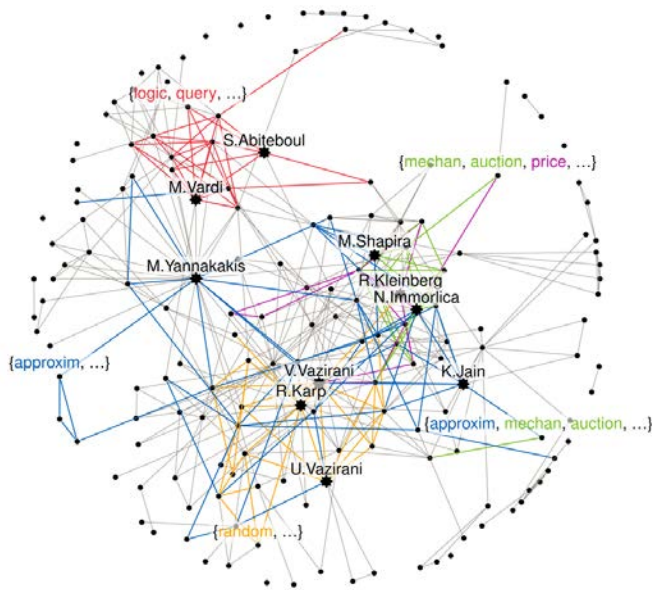 {logic, query, ...}
S.Abiteboul
{mechan, auction, price, ...}
M.Vardi
M.Shapira
M.Yannakakis
R.Kleinberg
N.Immorlica
{approxim, ...}
V.Vazirani
K.Jain
R.Karp
{approxim, mechan, auction, ...}
U.Vazirani
{random, ...}